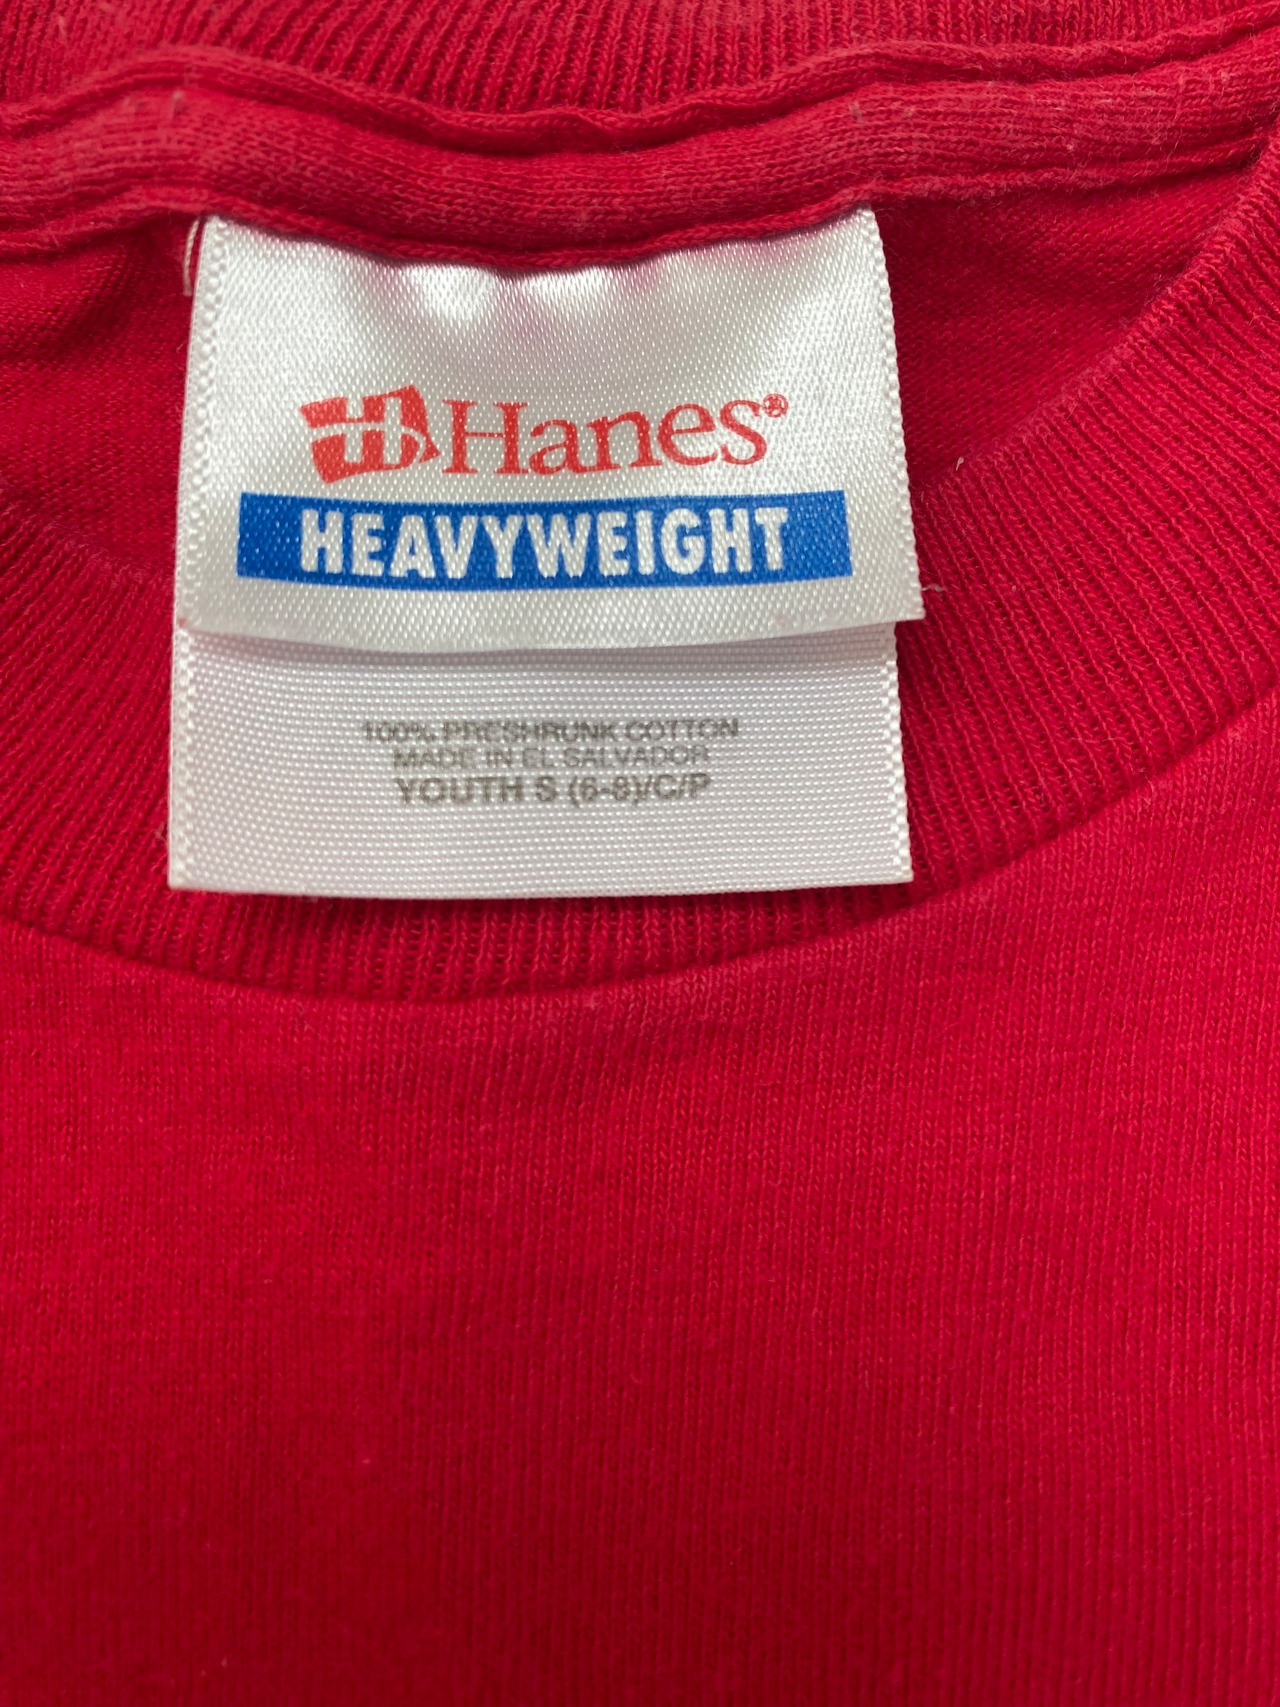 Hanes®
HEAVYWEIGHT
100% PRESHRUNK COTTON
MADE IN EL SALVADOR
YOUTH S (6-8)/C/P